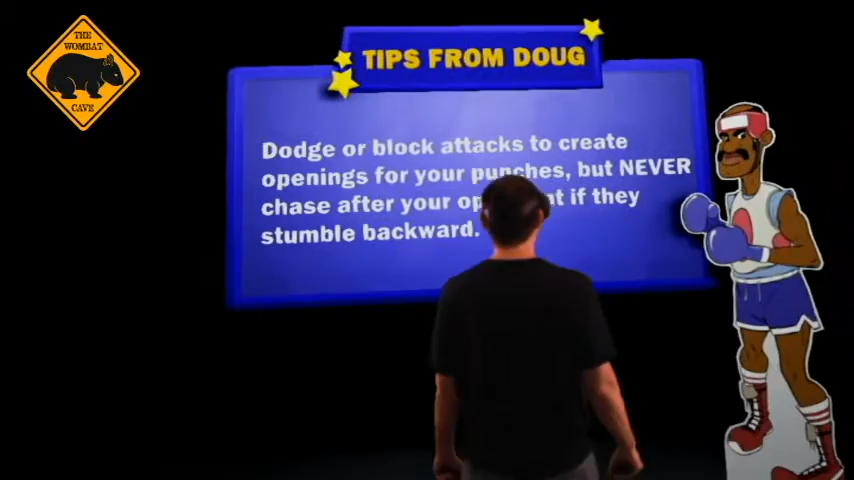 THE
WOMBAT
CAVE
TIPS FROM DOUG
Dodge or block attacks to create
openings for your punches, but NEVER
chase after your op    t if they
stumble backward.